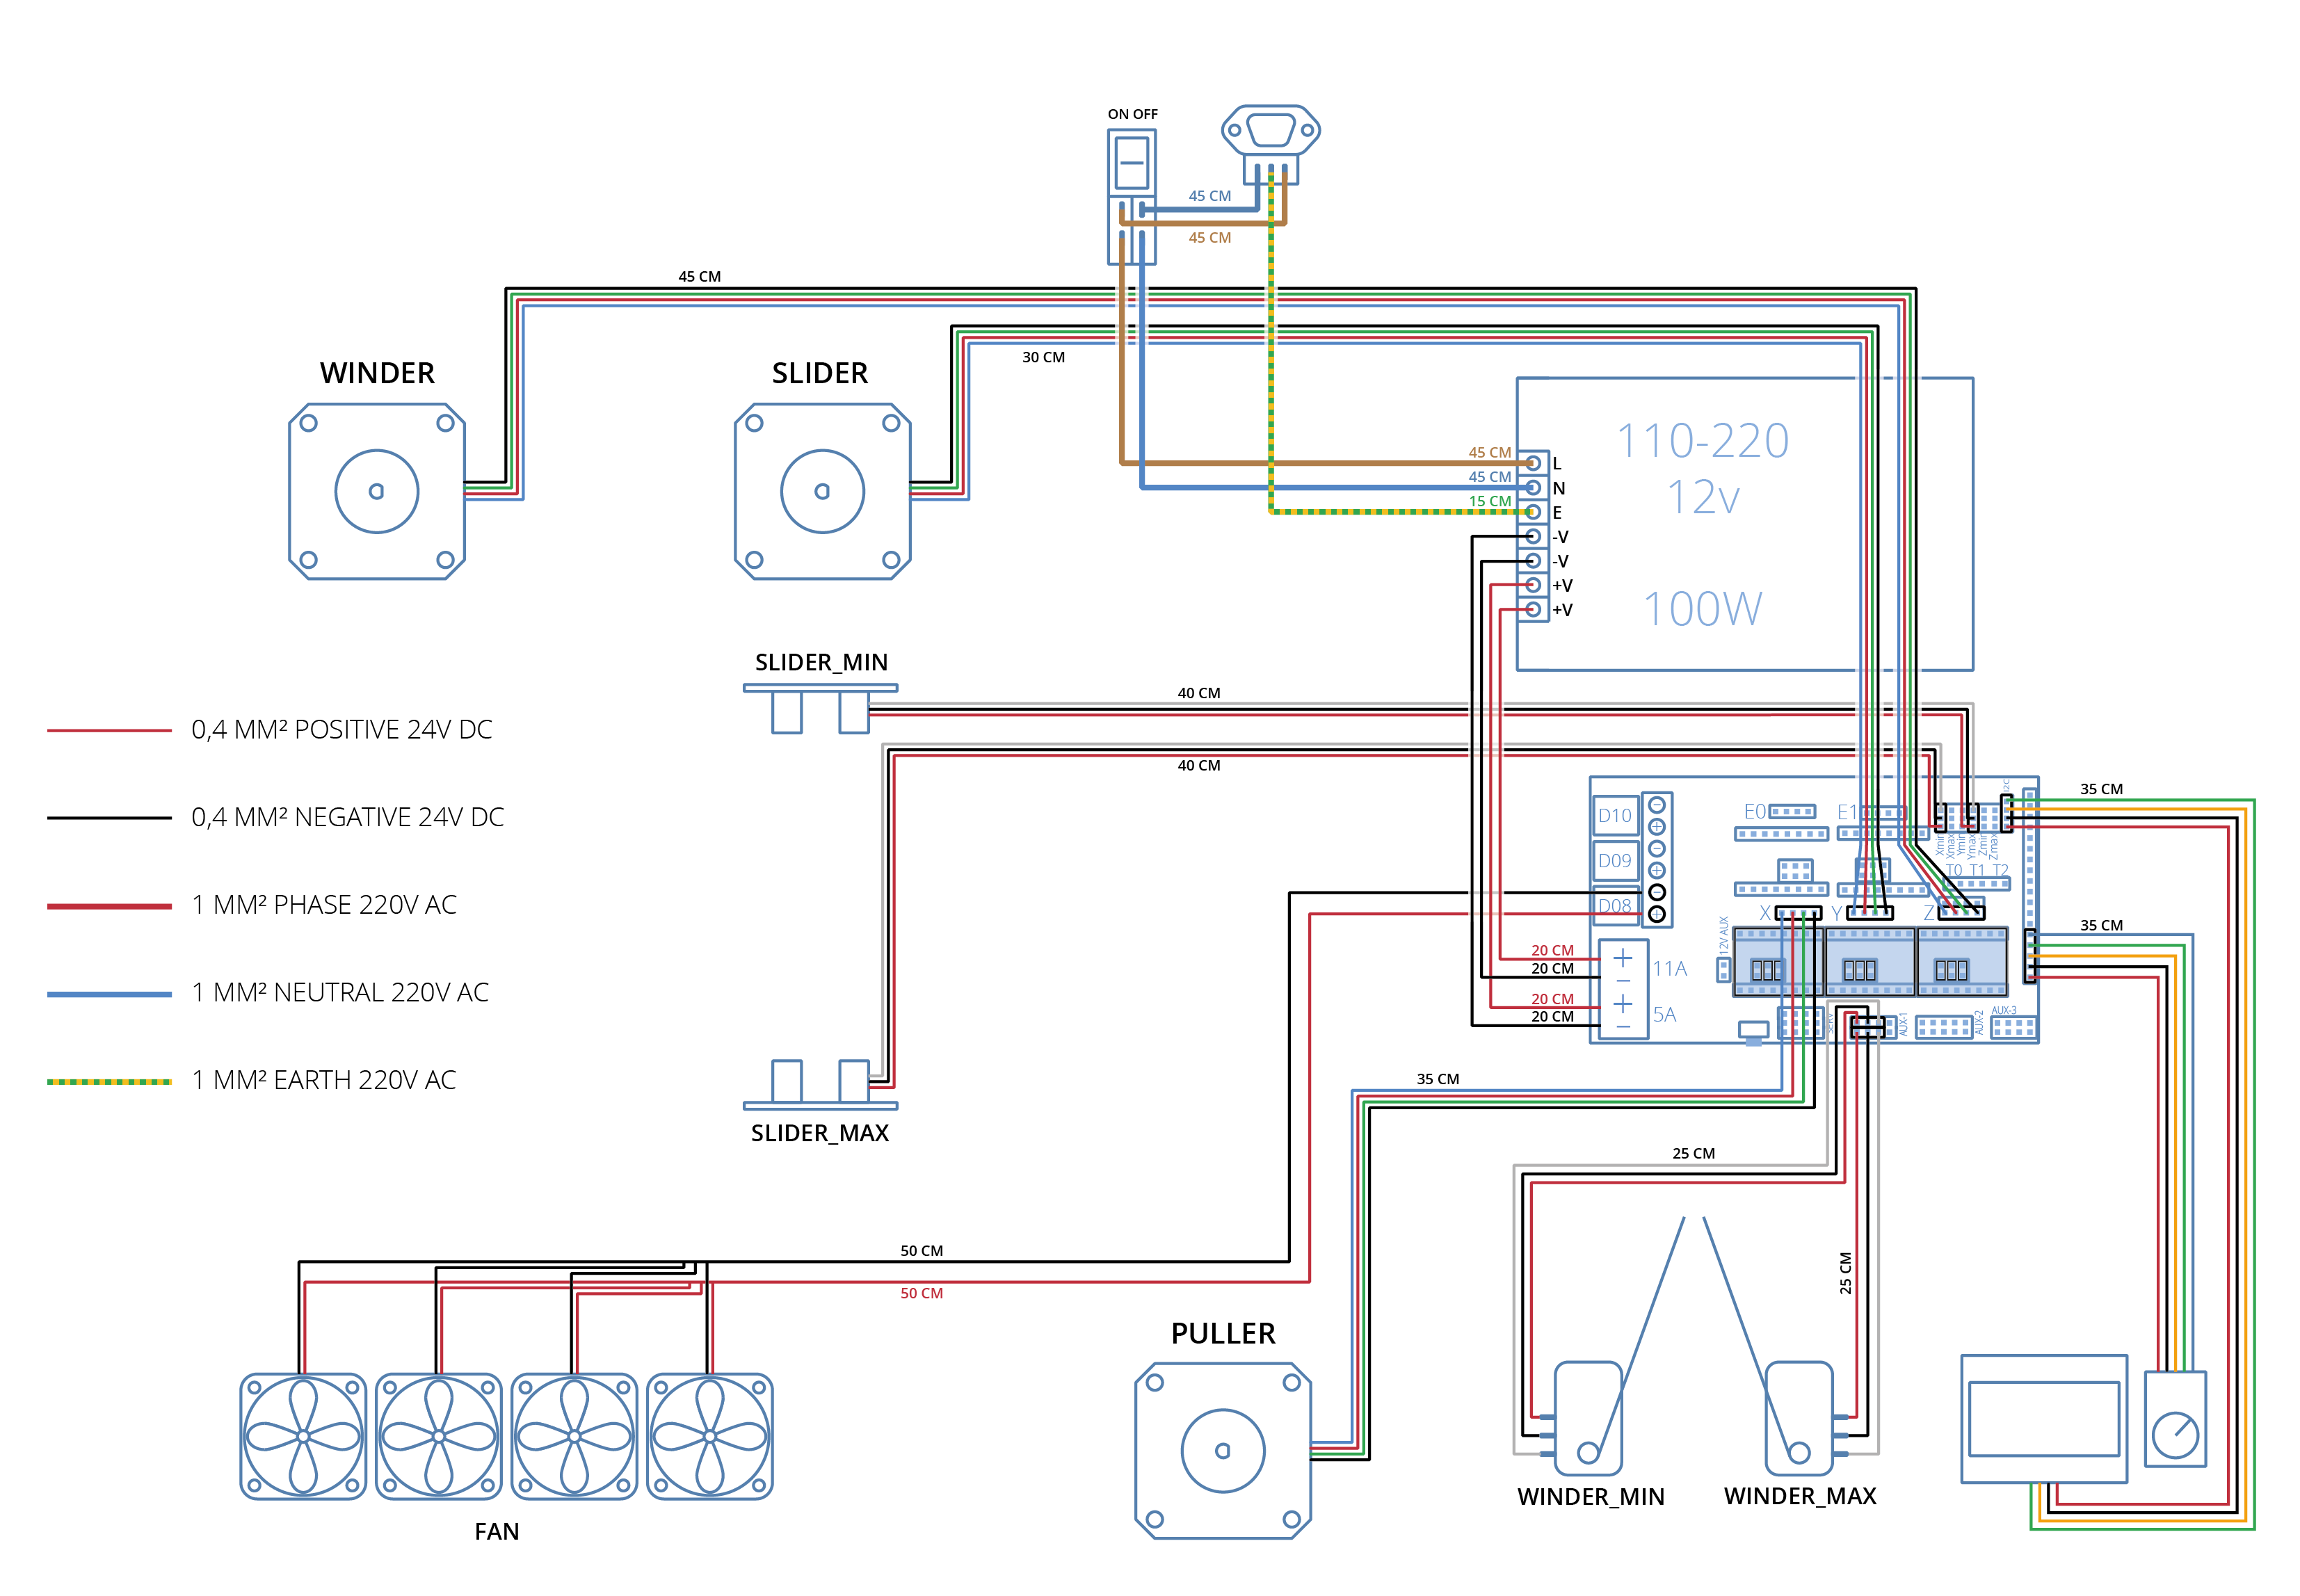 ON OFF
45 CM
45 CM
45 CM
30 CM
WINDER
SLIDER
110-220
12v
100W
45 CM
L
45 CM
N
15 CM
E
-V
-V
+V
+V
SLIDER_MIN
40 CM
40 CM
0,4 MM² POSITIVE 24V DC
0,4 MM² NEGATIVE 24V DC
1 MM² PHASE 220V AC
1 MM² NEUTRAL 220V AC
1 MM² EARTH 220V AC
SLIDER_MAX
D10
D09
D08
E0
E1
I2C
35 CM
Xmin
Xmax
Ymin
Ymax
Zmin
Zmax
T0 T1 T2
X
Y
Z
12V AUX
35 CM
20 CM
20 CM
11A
20 CM
20 CM
5A
SERV
AUX-1
AUX-2
AUX-3
35 CM
25 CM
25 CM
50 CM
50 CM
PULLER
FAN
WINDER_MIN
WINDER_MAX